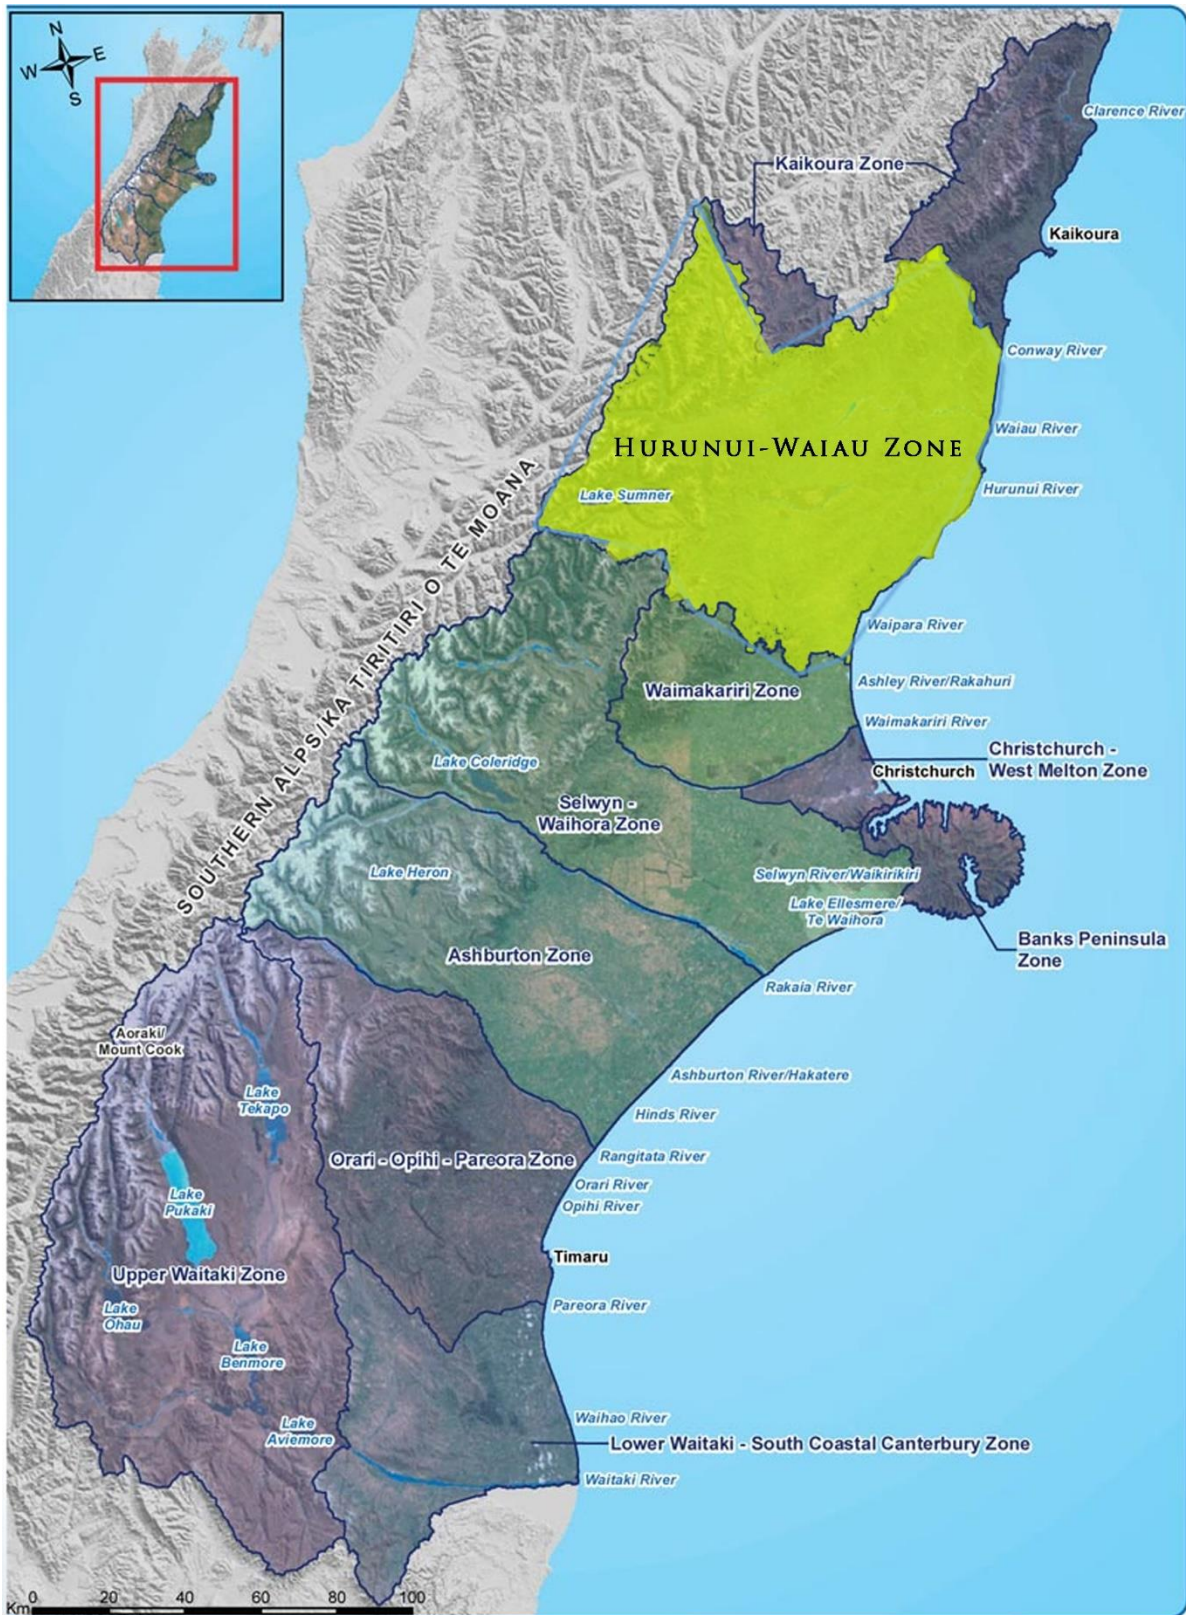 N
W E
S
Clarence River
Kaikoura Zone
Kaikoura
Conway River
Waiau River
HURUNUI-WAIAU ZONE
Hurunui River
Lake Sumner
SOUTHERN ALPS/KA TIRITIRI O TE MOANA
Waipara River
Ashley River/Rakahuri
Waimakariri Zone
Waimakariri River
Christchurch -
West Melton Zone
Christchurch
Lake Coleridge
Selwyn -
Waihora Zone
Lake Heron
Selwyn River/Waikirikiri
Lake Ellesmere/
Te Waihora
Banks Peninsula
Zone
Ashburton Zone
Rakaia River
Aoraki/
Mount Cook
Ashburton River/Hakatere
Lake
Tekapo
Hinds River
Orari - Opihi - Pareora Zone
Rangitata River
Orari River
Lake
Pukaki
Opihi River
Timaru
Upper Waitaki Zone
Lake
Ohau
Pareora River
Lake
Benmore
Waihao River
Lake
Aviemore
Lower Waitaki - South Coastal Canterbury Zone
Waitaki River
Km 0 20 40 60 80 100